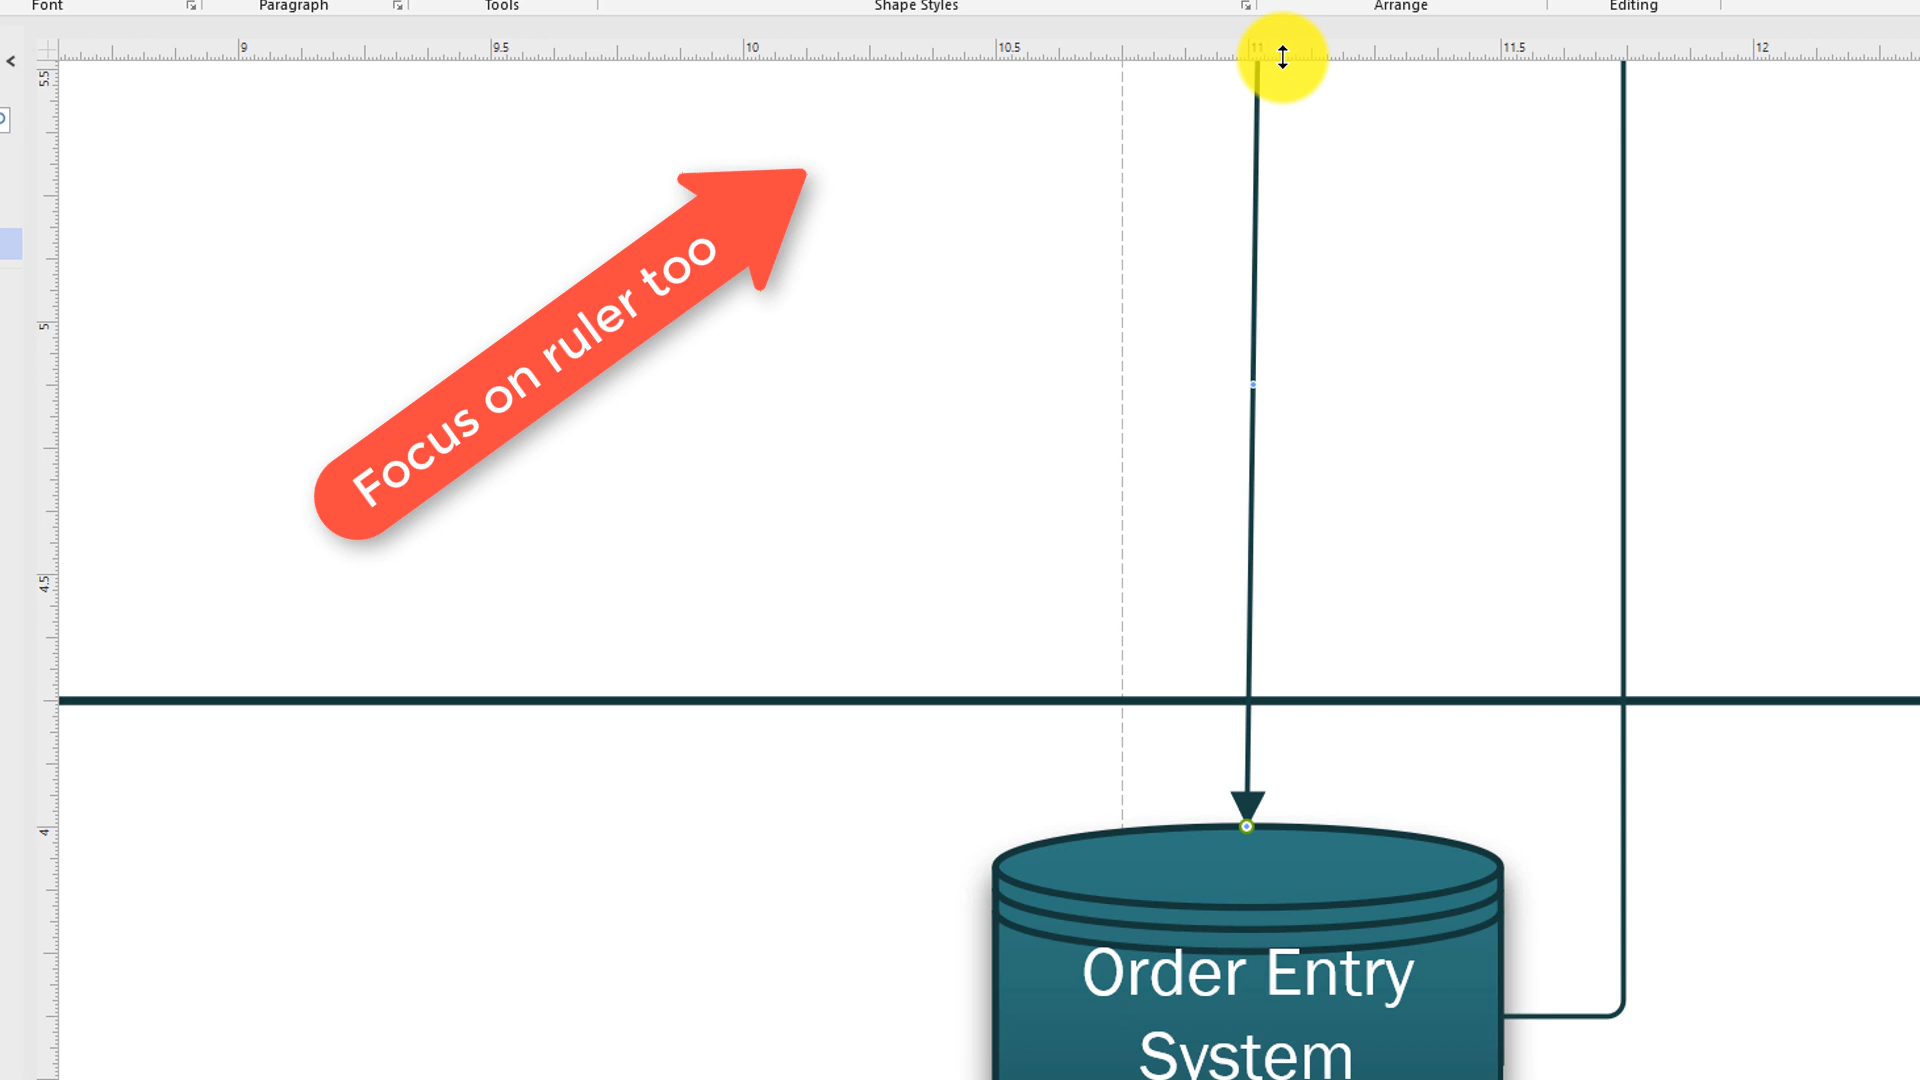 Font Paragraph Tools Shape Styles Arrange Editing
9 9.5 10 10.5 11 11.5 12
5.5
5
4.5
4
Focus on ruler too
Order Entry
System